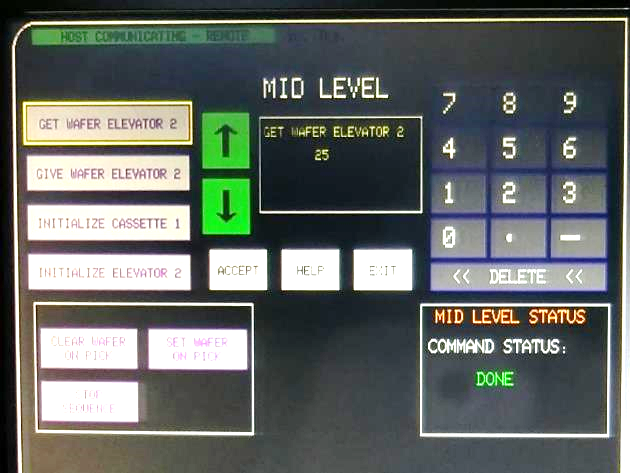 HOST COMMUNICATING - REMOTE
MID LEVEL
GET WAFER ELEVATOR 2
GIVE WAFER ELEVATOR 2
INITIALIZE CASSETTE 1
INITIALIZE ELEVATOR 2
GET WAFER ELEVATOR 2
25
7 8 9
4 5 6
1 2 3
0 . -
<< DELETE <<
ACCEPT HELP EXIT
CLEAR WAFER
ON PICK
SET WAFER
ON PICK
SEQUENCE
MID LEVEL STATUS
COMMAND STATUS:
DONE